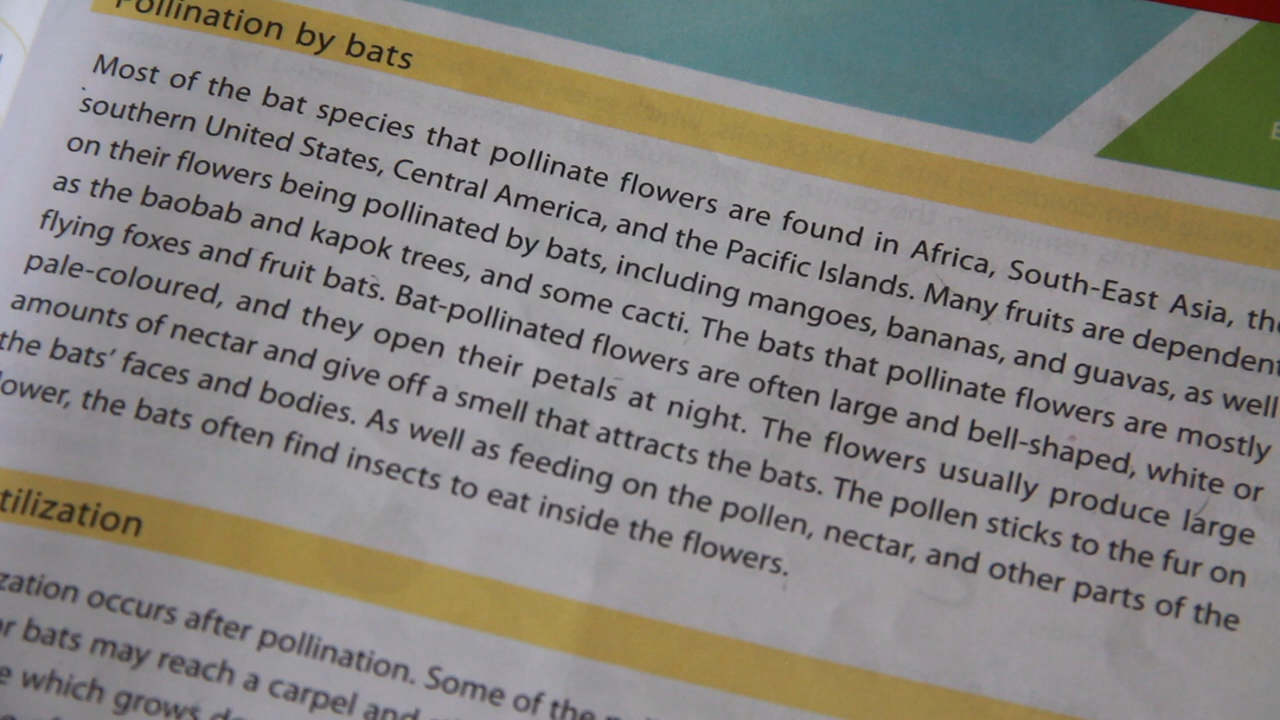 Pollination by bats
Most of the bat species that pollinate flowers are found in Africa, South-East Asia, the
southern United States, Central America, and the Pacific Islands. Many fruits are dependent
on their flowers being pollinated by bats, including mangoes, bananas, and guavas, as well
as the baobab and kapok trees, and some cacti. The bats that pollinate flowers are mostly
flying foxes and fruit bats. Bat-pollinated flowers are often large and bell-shaped, white or
pale-coloured, and they open their petals at night. The flowers usually produce large
amounts of nectar and give off a smell that attracts the bats. The pollen sticks to the fur on
the bats' faces and bodies. As well as feeding on the pollen, nectar, and other parts of the
lower, the bats often find insects to eat inside the flowers.
tilization
zation occurs after pollination. Some of the
or bats may reach a carpel and
which grows